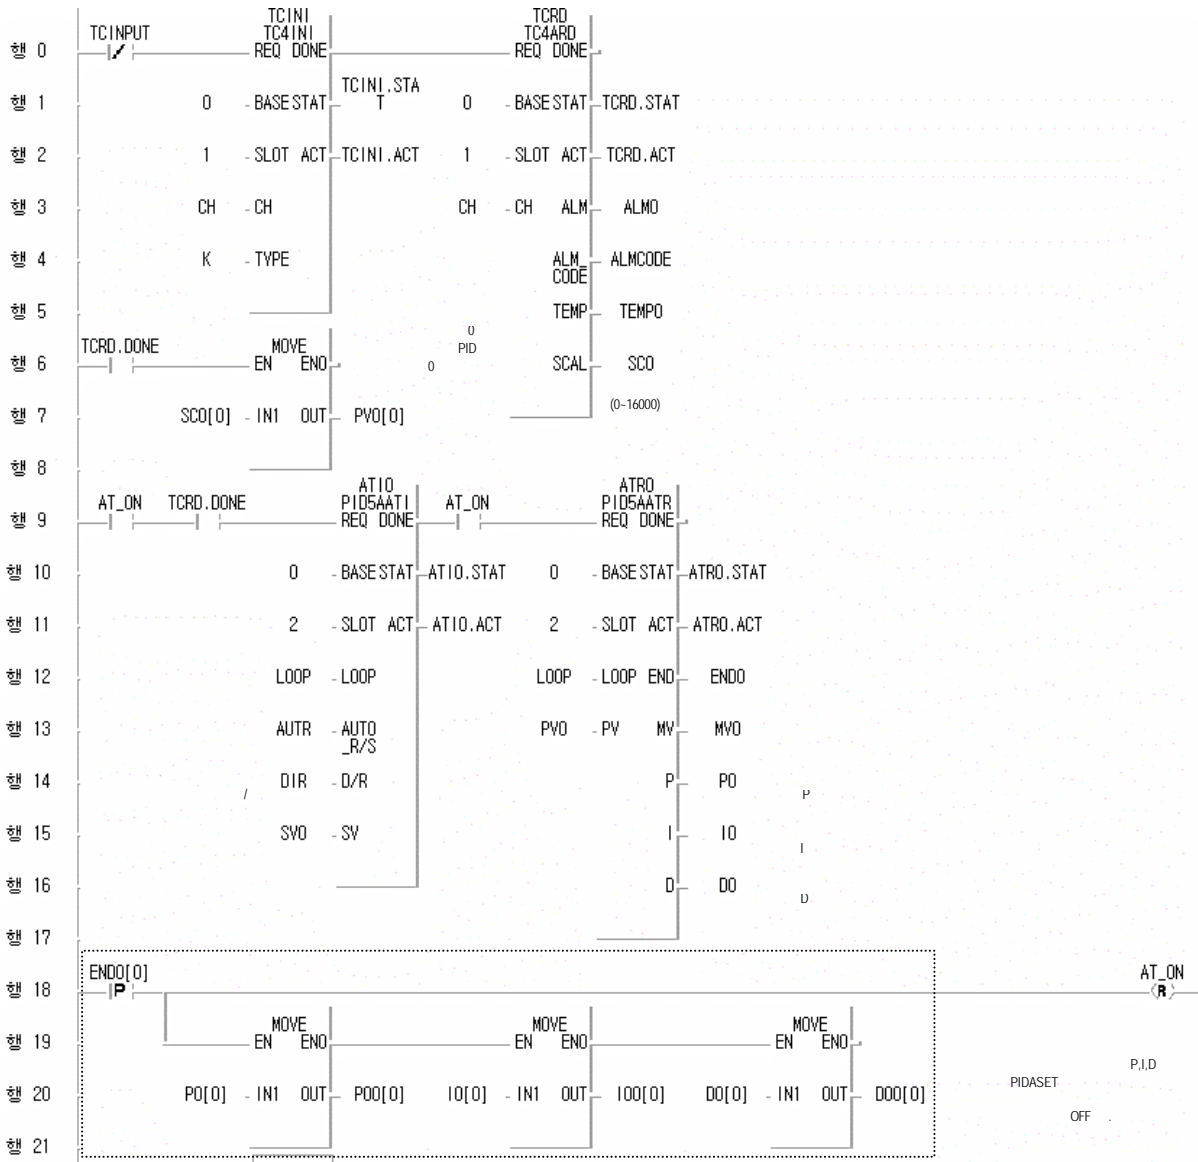 TCINI TCRD
TCINPUT TC4INI TC4ARD
행 0 REQ DONE REQ DONE
TCINI.STA
행 1 0 BASE STAT T 0 BASE STAT TCRD.STAT
행 2 1 SLOT ACT TCINI.ACT 1 SLOT ACT TCRD.ACT
행 3 CH CH CH CH ALM ALM0
행 4 K TYPE ALM_ ALMCODE
CODE
행 5 TEMP TEMP0
0
TCRD.DONE MOVE PID
행 6 EN ENO 0 SCAL SC0
(0~16000)
행 7 SC0[0] IN1 OUT PV0[0]
행 8
ATI0 ATR0
AT_ON TCRD.DONE PID5AATI AT_ON PID5AATR
행 9 REQ DONE REQ DONE
행 10 0 BASE STAT ATI0.STAT 0 BASE STAT ATR0.STAT
행 11 2 SLOT ACT ATI0.ACT 2 SLOT ACT ATR0.ACT
행 12 LOOP LOOP LOOP LOOP END END0
행 13 AUTR AUTO PV0 PV MV MV0
_R/S
행 14 DIR D/R P P0
/ P
행 15 SV0 SV I I0
I
행 16 D D0
D
행 17
END0[0] AT_ON
행 18 P R
MOVE MOVE MOVE
행 19 EN ENO EN ENO EN ENO
P,I,D
PIDASET
행 20 P0[0] IN1 OUT P00[0] I0[0] IN1 OUT I00[0] D0[0] IN1 OUT D00[0]
OFF .
행 21